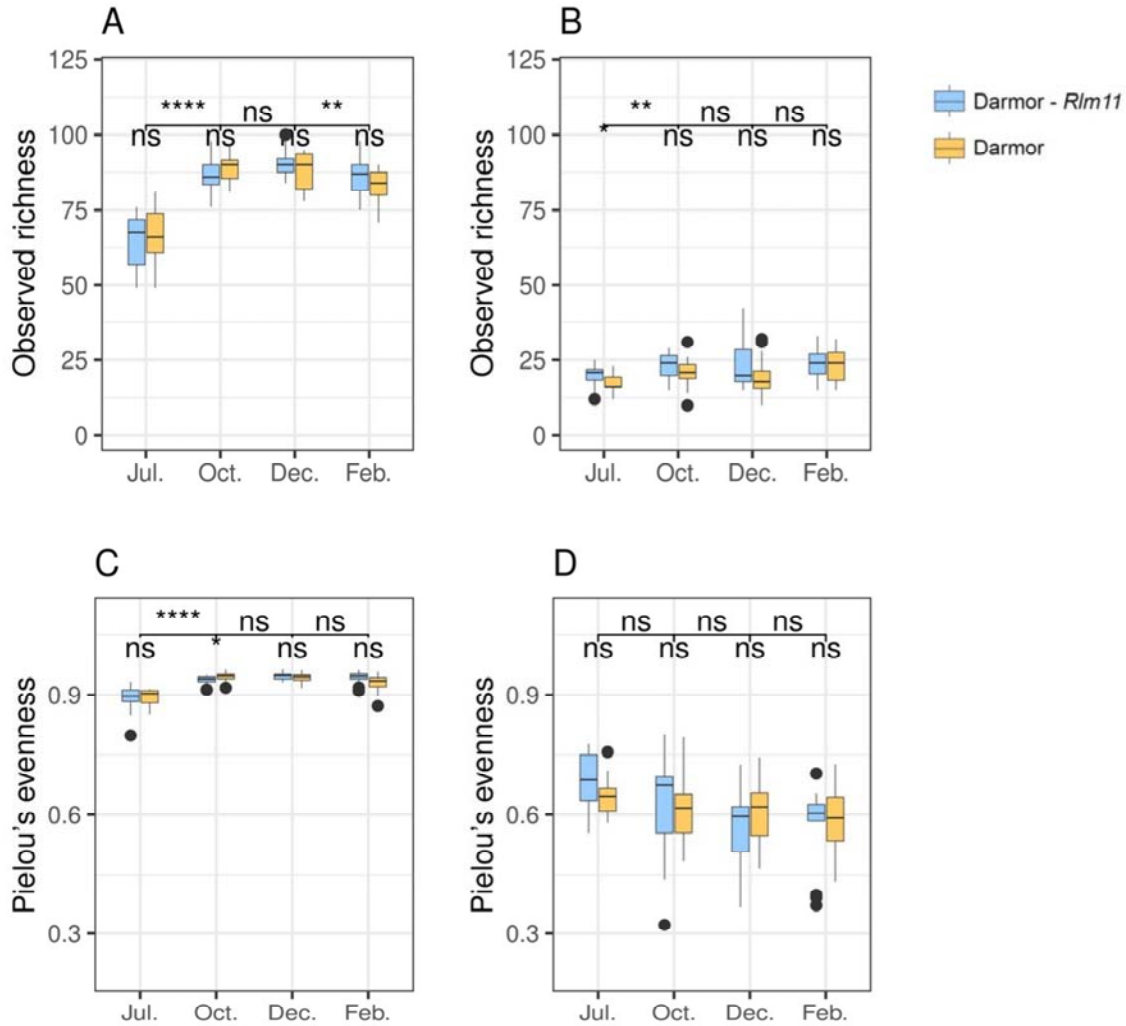 A
Observed richness
125
100
75
50
25
0
**** ns **
ns ns ns ns
Jul. Oct. Dec. Feb.
B
Observed richness
125
100
75
50
25
0
** ns ns
* ns ns ns
Jul. Oct. Dec. Feb.
Darmor - Rlm11
Darmor
C
Pielou's evenness
0.9
0.6
0.3
**** ns ns
ns * ns ns
Jul. Oct. Dec. Feb.
D
Pielou's evenness
0.9
0.6
0.3
ns ns ns
ns ns ns ns
Jul. Oct. Dec. Feb.